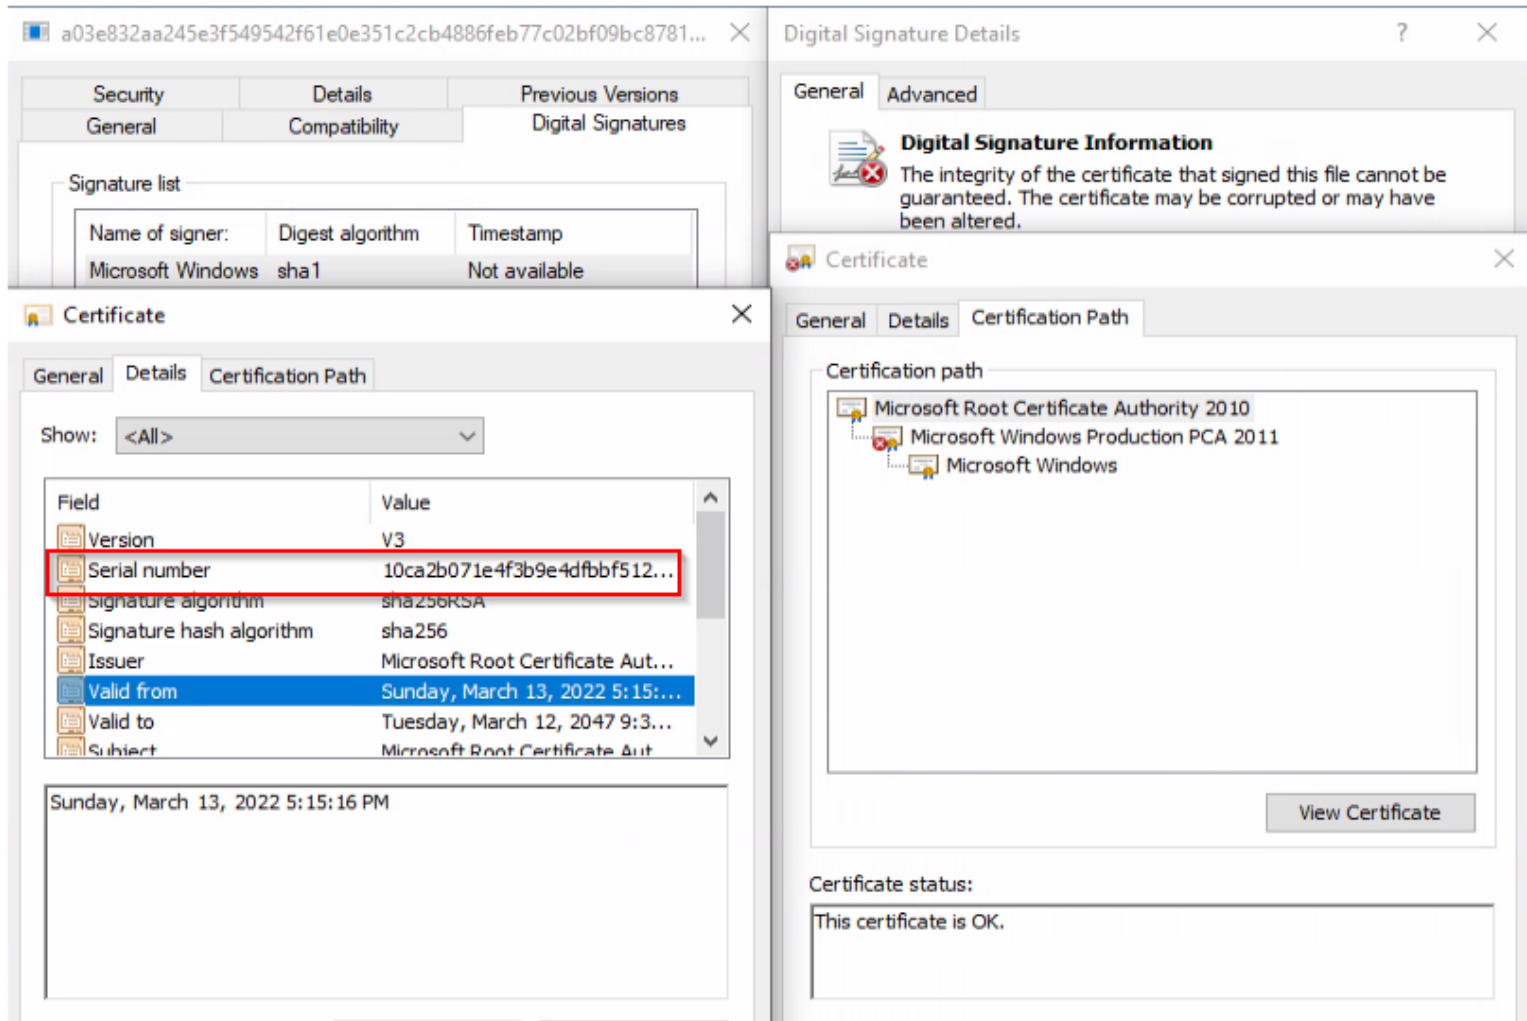 a03e832aa245e3f549542f61e0e351c2cb4886feb77c02bf09bc8781...
Security Details Previous Versions
General Compatibility Digital Signatures
Signature list
Name of signer: Digest algorithm Timestamp
Microsoft Windows sha1 Not available
Digital Signature Details ?
General Advanced
Digital Signature Information
The integrity of the certificate that signed this file cannot be
guaranteed. The certificate may be corrupted or may have
been altered.
Certificate
General Details Certification Path
Show: <All>
Field Value
Version V3
Serial number 10ca2b071e4f3b9e4dfbbf512...
Signature algorithm sha256RSA
Signature hash algorithm sha256
Issuer Microsoft Root Certificate Aut...
Valid from Sunday, March 13, 2022 5:15:...
Valid to Tuesday, March 12, 2047 9:3...
Subject Microsoft Root Certificate Aut
Sunday, March 13, 2022 5:15:16 PM
Certificate
General Details Certification Path
Certification path
Microsoft Root Certificate Authority 2010
Microsoft Windows Production PCA 2011
Microsoft Windows
View Certificate
Certificate status:
This certificate is OK.